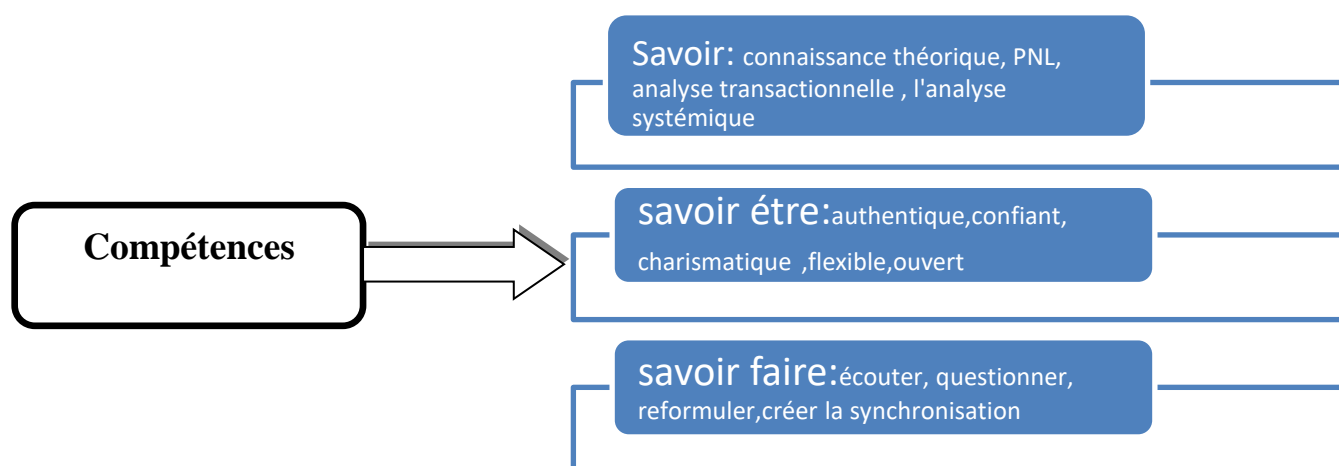 Savoir: connaissance théorique, PNL,
analyse transactionnelle , l'analyse
systémique
Compétences
savoir étre:authentique,confiant,
charismatique ,flexible,ouvert
savoir faire:écouter, questionner,
reformuler,créer la synchronisation